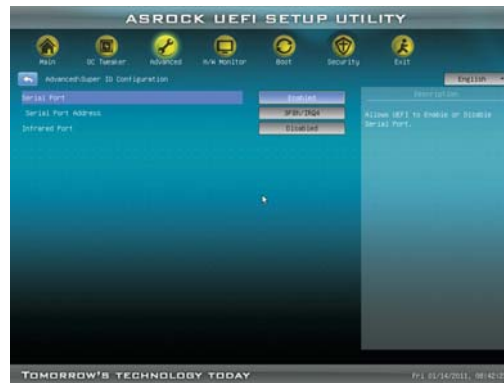 ASROCK UEFI SETUP UTILITY
Main
OC Tweaker
Advanced
H/W Monitor
Boot
Security
Exit
Advanced\Super IO Configuration
English
Serial Port
Enabled
Serial Port Address
3F8h/IRQ4
Infrared Port
Disabled
Description
Allows UEFI to Enable or Disable
Serial Port.
TOMORROW'S TECHNOLOGY TODAY
Fri 01/14/2011,